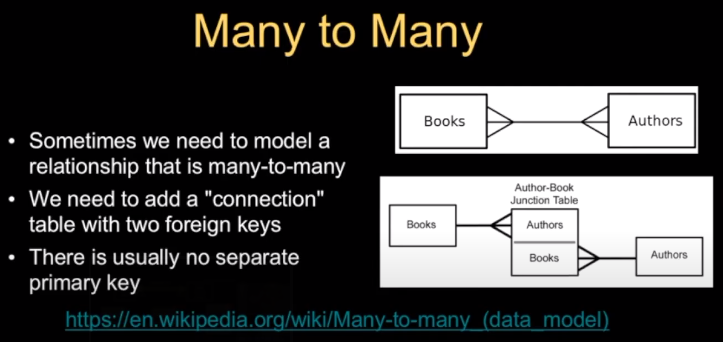 Many to Many
• Sometimes we need to model a
relationship that is many-to-many
• We need to add a "connection"
table with two foreign keys
• There is usually no separate
primary key
Books
Authors
Author-Book
Junction Table
Books
Authors
Books
Authors
https://en.wikipedia.org/wiki/Many-to-many_(data_model)